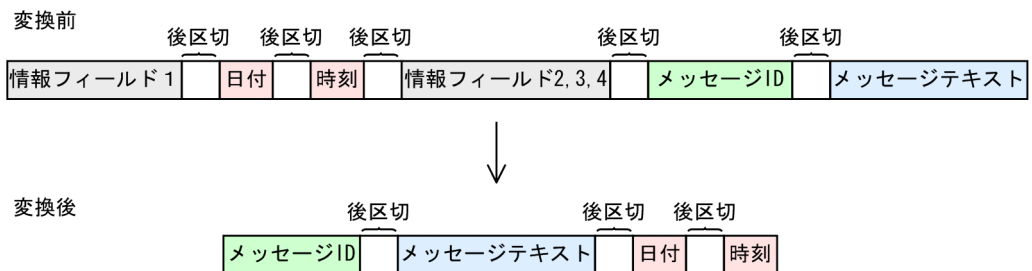 変換前
後区切 後区切 後区切 後区切 後区切
情報フィールド1 日付 時刻 情報フィールド2,3,4 メッセージID メッセージテキスト
変換後
後区切 後区切 後区切
メッセージID メッセージテキスト 日付 時刻